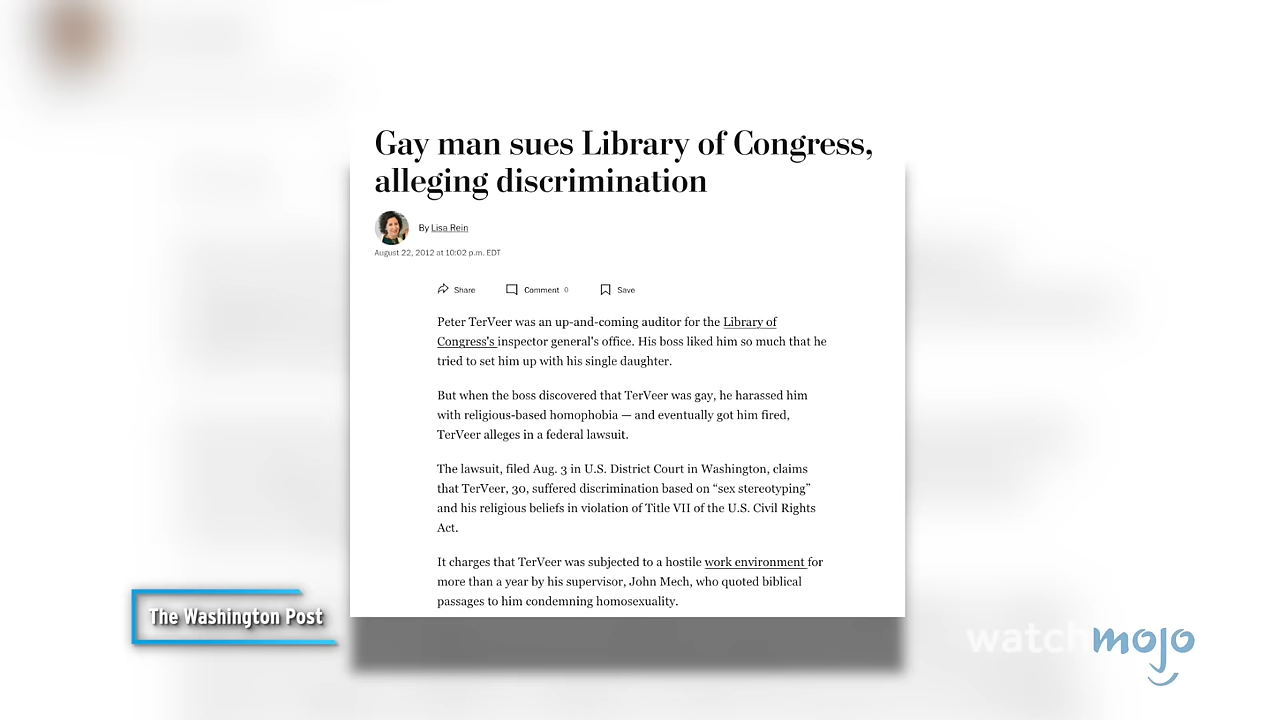 Gay man sues Library of Congress,
alleging discrimination
By Lisa Rein
August 22, 2012 at 10:02 p.m. EDT
Share Comment 0 Save
Peter TerVeer was an up-and-coming auditor for the Library of
Congress's inspector general's office. His boss liked him so much that he
tried to set him up with his single daughter.
But when the boss discovered that TerVeer was gay, he harassed him
with religious-based homophobia — and eventually got him fired,
TerVeer alleges in a federal lawsuit.
The lawsuit, filed Aug. 3 in U.S. District Court in Washington, claims
that TerVeer, 30, suffered discrimination based on “sex stereotyping”
and his religious beliefs in violation of Title VII of the U.S. Civil Rights
Act.
It charges that TerVeer was subjected to a hostile work environment for
more than a year by his supervisor, John Mech, who quoted biblical
passages to him condemning homosexuality.
The Washington Post
watchmojo